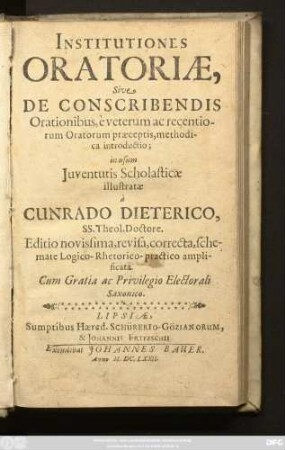 INSTITUTIONES
ORATORIÆ,
Sive
DE CONSCRIBENDIS
Orationibus, è veterum ac recentio-
rum Oratorum præceptis, methodi-
ca introductio;
in usum
Juventutis Scholasticæ
illustratæ
à
CUNRADO DIETERICO,
SS. Theol. Doctore.
Editio novissima, revisa, correcta, sche-
mate Logico-Rhetorico-practico ampli-
ficata.
Cum Gratia ac Privilegio Electorali
Saxonico.
LIPSIÆ,
Sumptibus Hæred. SCHÜRERIO-GÖZIANORUM,
& JOHANNIS FRITZSCHII
Excudebat JOHANNES BAUER.
Anno M. DC. LXXII.